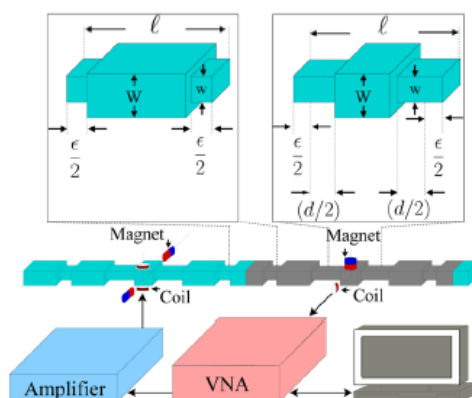 ℓ
ℓ
W
w
W
w
ϵ/2
ϵ/2
ϵ/2
ϵ/2
(d/2)
(d/2)
Magnet
Magnet
Coil
Coil
Amplifier
VNA